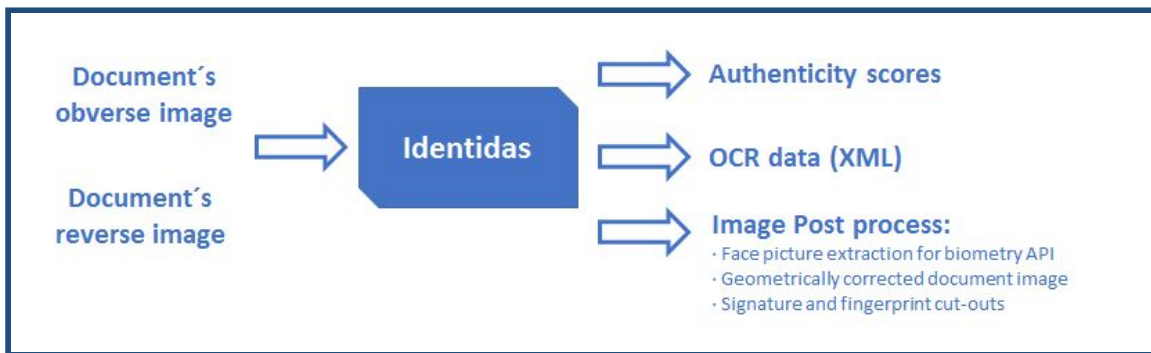 Document´s
obverse image
Document´s
reverse image
Identidas
Authenticity scores
OCR data (XML)
Image Post process:
· Face picture extraction for biometry API
· Geometrically corrected document image
· Signature and fingerprint cut-outs